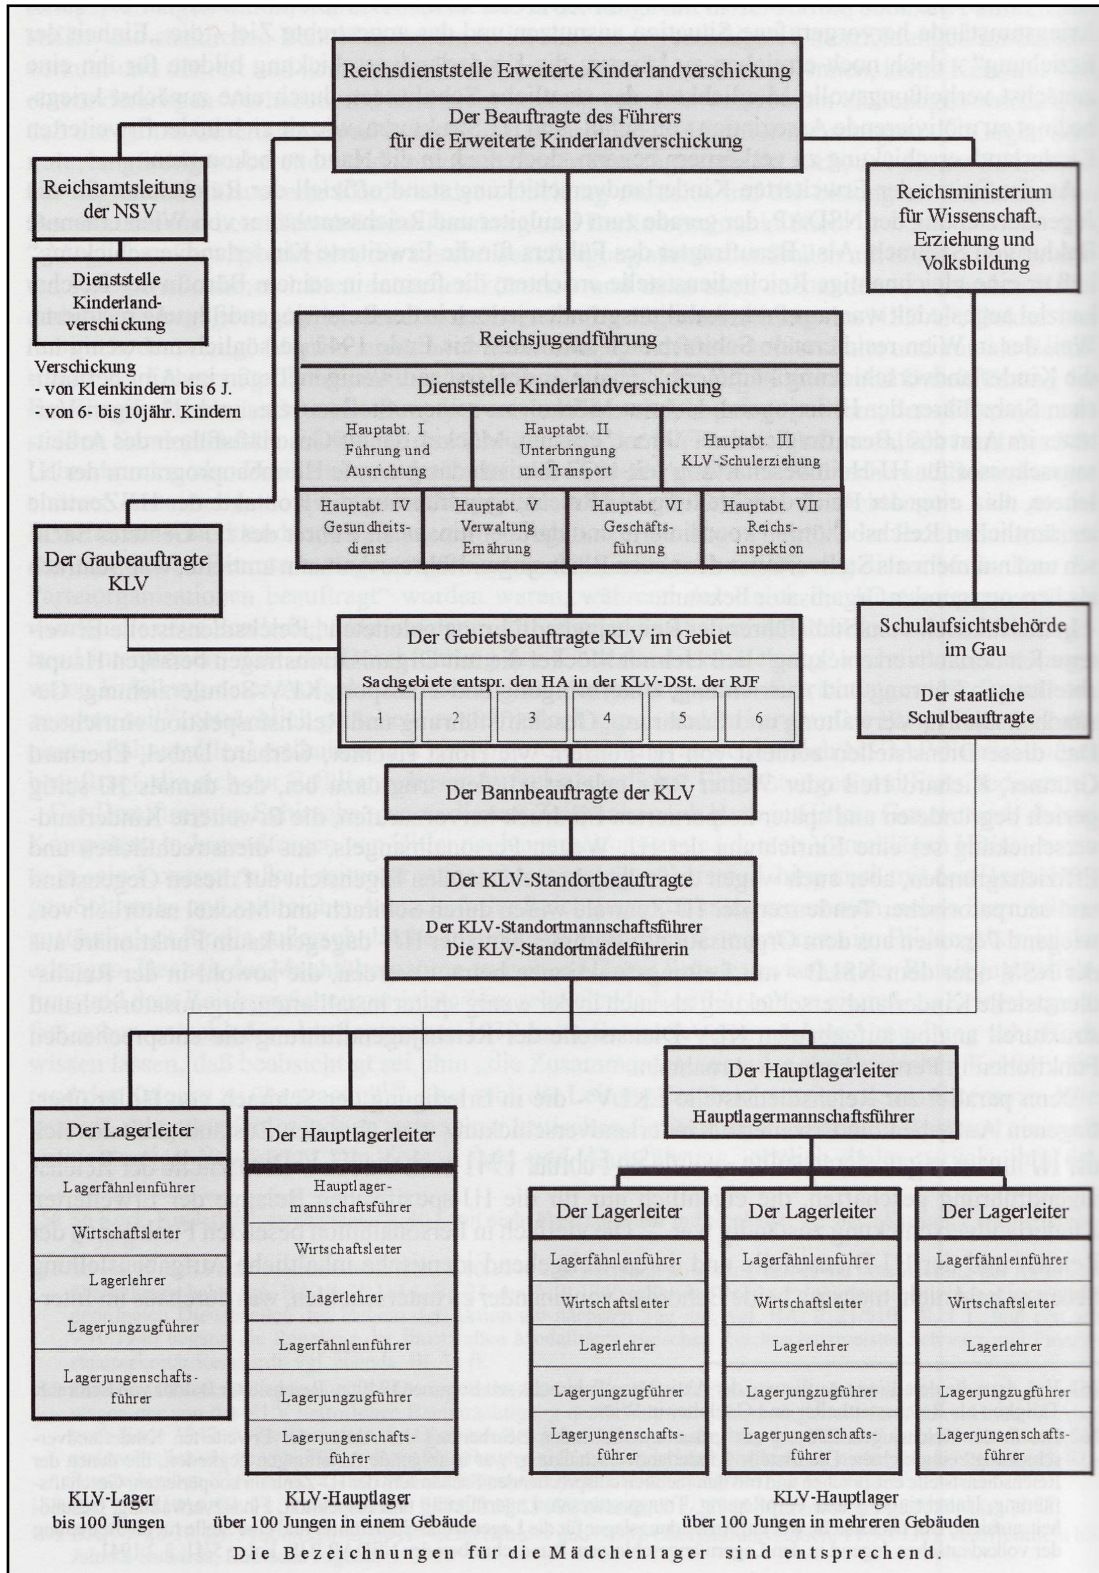 Reichsdienststelle Erweiterte Kinderlandverschickung
Der Beauftragte des Führers
für die Erweiterte Kinderlandverschickung
Reichsamtsleitung
der NSV
Dienststelle
Kinderland-
verschickung
Verschickung
- von Kleinkindern bis 6 J.
- von 6- bis 10jähr. Kindern
Reichsministerium
für Wissenschaft,
Erziehung und
Volksbildung
Reichsjugendführung
Dienststelle Kinderlandverschickung
Hauptabt. I
Führung und
Ausrichtung
Hauptabt. II
Unterbringung
und Transport
Hauptabt. III
KLV-Schulerziehung
Hauptabt. IV
Gesundheits-
dienst
Hauptabt. V
Verwaltung
Ernährung
Hauptabt. VI
Geschäfts-
führung
Hauptabt. VII
Reichs-
inspektion
Der Gaubeauftragte
KLV
Der Gebietsbeauftragte KLV im Gebiet
Sachgebiete entspr. den HA in der KLV-DSt. der RJF
1 2 3 4 5 6
Schulaufsichtsbehörde
im Gau
Der staatliche
Schulbeauftragte
Der Bannbeauftragte der KLV
Der KLV-Standortbeauftragte
Der KLV-Standortmannschaftsführer
Die KLV-Standortmädelführerin
Der Lagerleiter
Lagerfähnleinführer
Wirtschaftsleiter
Lagerlehrer
Lagerjungzugführer
Lagerjungenschafts-
führer
KLV-Lager
bis 100 Jungen
Der Hauptlagerleiter
Hauptlager-
mannschaftsführer
Wirtschaftsleiter
Lagerlehrer
Lagerfähnleinführer
Lagerjungzugführer
Lagerjungenschafts-
führer
KLV-Hauptlager
über 100 Jungen in einem Gebäude
Der Hauptlagerleiter
Hauptlagermannschaftsführer
Der Lagerleiter
Lagerfähnleinführer
Wirtschaftsleiter
Lagerlehrer
Lagerjungzugführer
Lagerjungenschafts-
führer
Der Lagerleiter
Lagerfähnleinführer
Wirtschaftsleiter
Lagerlehrer
Lagerjungzugführer
Lagerjungenschafts-
führer
Der Lagerleiter
Lagerfähnleinführer
Wirtschaftsleiter
Lagerlehrer
Lagerjungzugführer
Lagerjungenschafts-
führer
KLV-Hauptlager
über 100 Jungen in mehreren Gebäuden
Die Bezeichnungen für die Mädchenlager sind entsprechend.